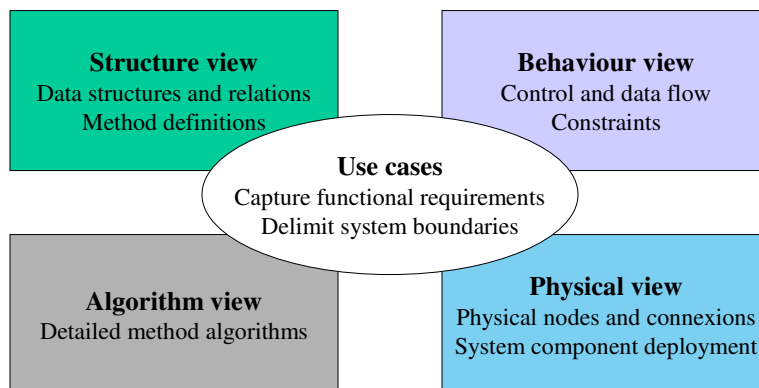 Structure view
Data structures and relations
Method definitions
Behaviour view
Control and data flow
Constraints
Use cases
Capture functional requirements
Delimit system boundaries
Algorithm view
Detailed method algorithms
Physical view
Physical nodes and connexions
System component deployment